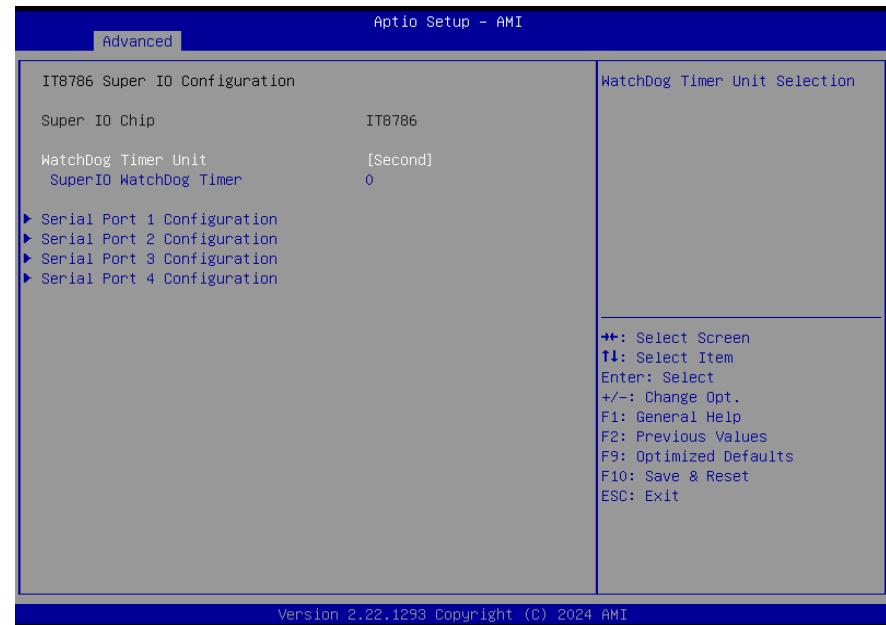 Aptio Setup – AMI
Advanced
IT8786 Super IO Configuration
Super IO Chip IT8786
WatchDog Timer Unit [Second]
SuperIO WatchDog Timer 0
Serial Port 1 Configuration
Serial Port 2 Configuration
Serial Port 3 Configuration
Serial Port 4 Configuration
WatchDog Timer Unit Selection
→←: Select Screen
↑↓: Select Item
Enter: Select
+/-: Change Opt.
F1: General Help
F2: Previous Values
F9: Optimized Defaults
F10: Save & Reset
ESC: Exit
Version 2.22.1293 Copyright (C) 2024 AMI